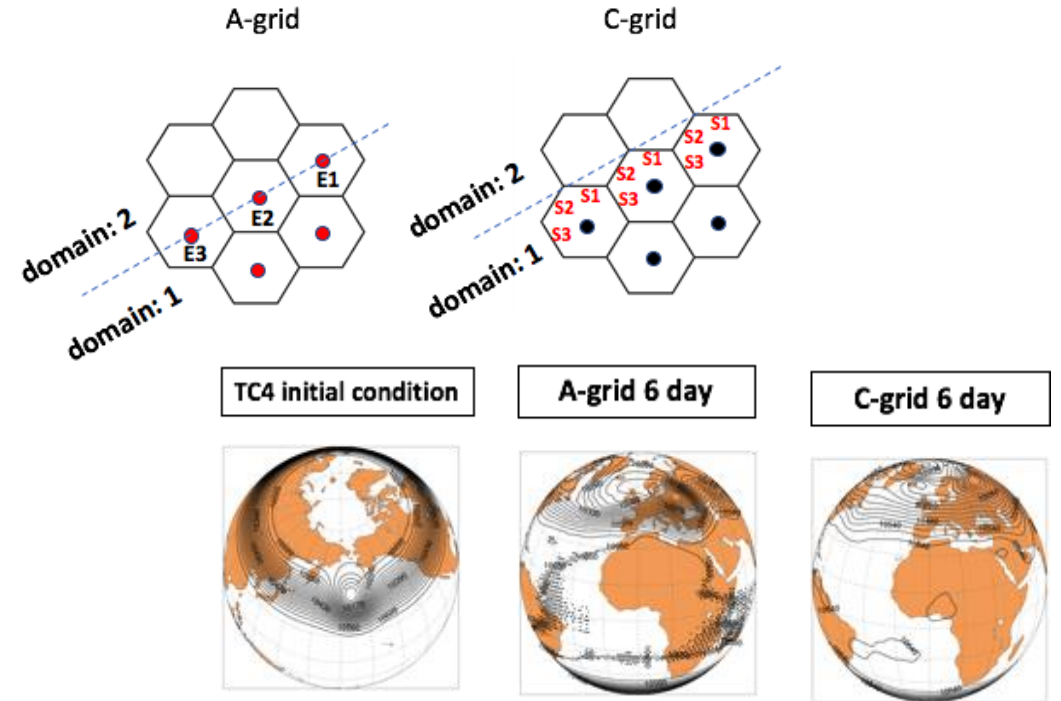 A-grid
C-grid
E1
E2
E3
domain: 2
domain: 1
S1
S2
S3
S1
S2
S3
S1
S2
S3
domain: 2
domain: 1
TC4 initial condition
A-grid 6 day
C-grid 6 day